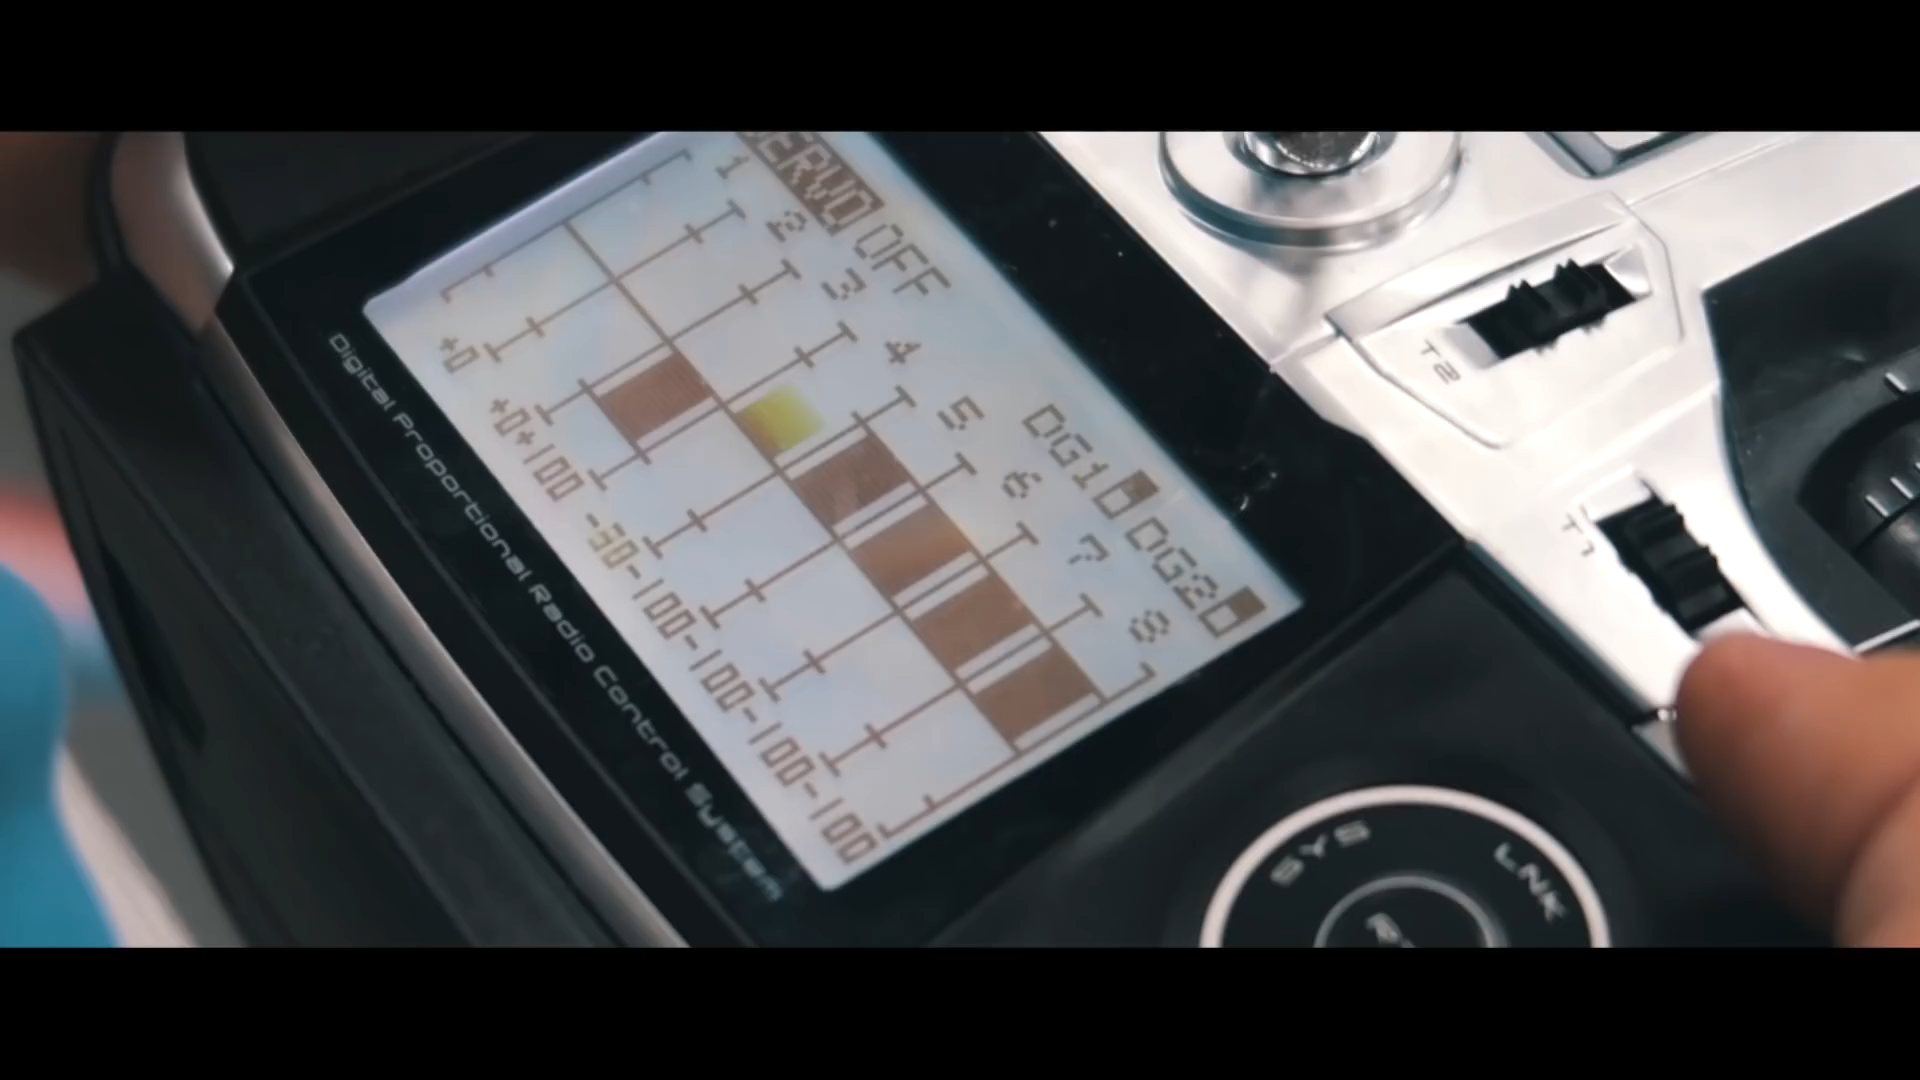 SERVO OFF
1 2 3 4 5 6 7 8
DG1 DG2
+0 +0+100 -30-100-100-100-100
Digital Proportional Radio Control System
T2
T1
SYS
LNK